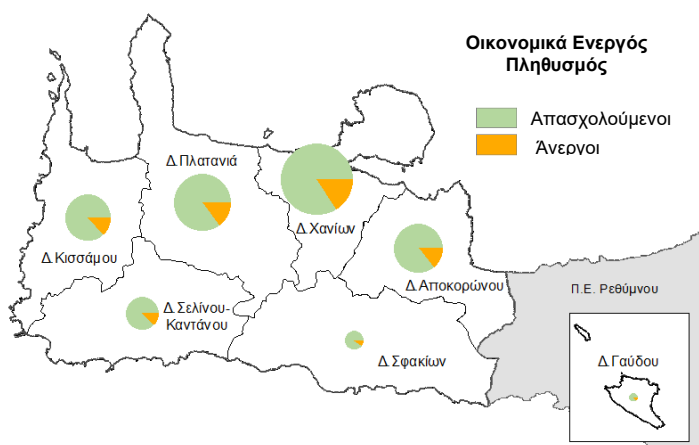 Οικονομικά Ενεργός
Πληθυσμός
Απασχολούμενοι
Άνεργοι
Δ.Πλατανιά
Δ.Χανίων
Δ.Κισσάμου
Δ.Αποκορώνου
Π.Ε. Ρεθύμνου
Δ.Σελίνου-
Καντάνου
Δ.Σφακίων
Δ.Γαύδου